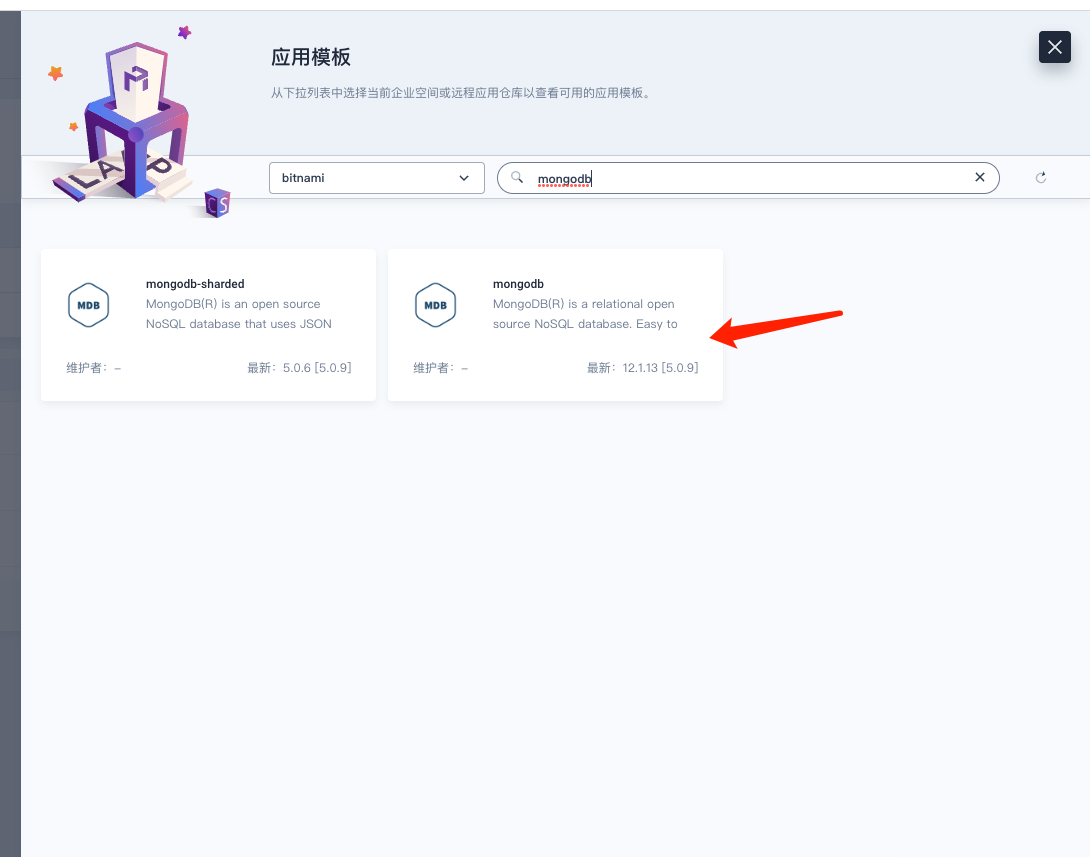 应用模板
从下拉列表中选择当前企业空间或远程应用仓库以查看可用的应用模板。
LAPP
CS
bitnami
mongodb
MDB
mongodb-sharded
MongoDB(R) is an open source
NoSQL database that uses JSON
维护者：–
最新：5.0.6 [5.0.9]
MDB
mongodb
MongoDB(R) is a relational open
source NoSQL database. Easy to
维护者：–
最新：12.1.13 [5.0.9]